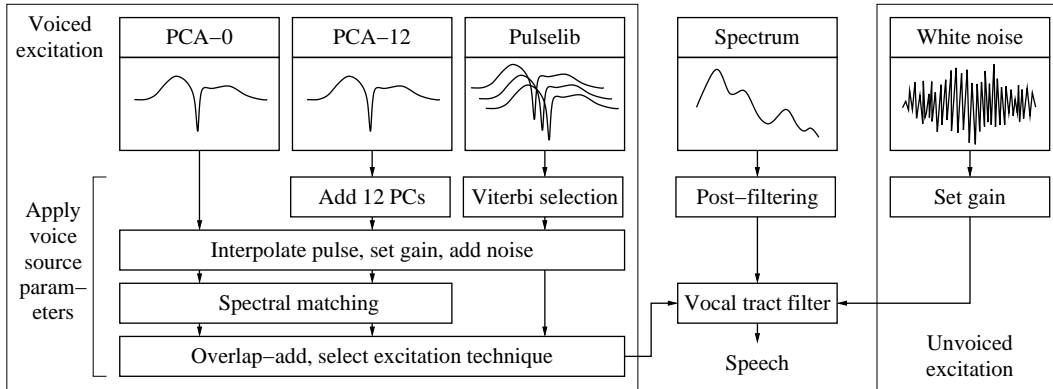 Voiced
excitation
PCA−0
PCA−12
Pulselib
Spectrum
White noise
Add 12 PCs
Viterbi selection
Post−filtering
Set gain
Apply
voice
source
param−
eters
Interpolate pulse, set gain, add noise
Spectral matching
Vocal tract filter
Overlap−add, select excitation technique
Speech
Unvoiced
excitation